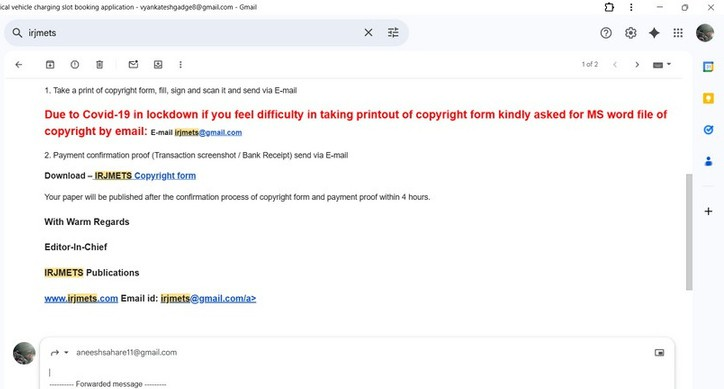 ical vehicle charging slot booking application - vyankateshgadge8@gmail.com - Gmail
irjmets
1 of 2
1. Take a print of copyright form, fill, sign and scan it and send via E-mail
Due to Covid-19 in lockdown if you feel difficulty in taking printout of copyright form kindly asked for MS word file of
copyright by email: E-mail irjmets@gmail.com
2. Payment confirmation proof (Transaction screenshot / Bank Receipt) send via E-mail
Download – IRJMETS Copyright form
Your paper will be published after the confirmation process of copyright form and payment proof within 4 hours.
With Warm Regards
Editor-In-Chief
IRJMETS Publications
www.irjmets.com Email id: irjmets@gmail.com/a>
aneeshsahare11@gmail.com
---------- Forwarded message ---------